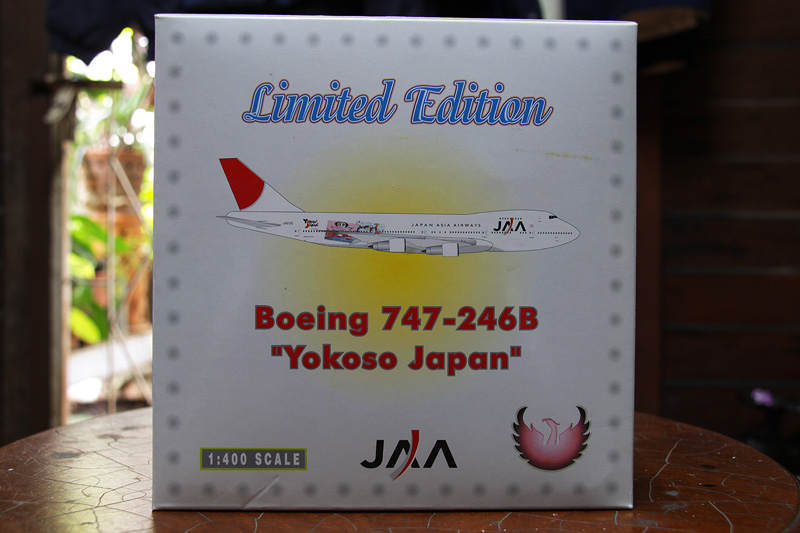 Limited Edition
JAPAN ASIA AIRWAYS
JAA
Boeing 747-246B
"Yokoso Japan"
1:400 SCALE
JAA